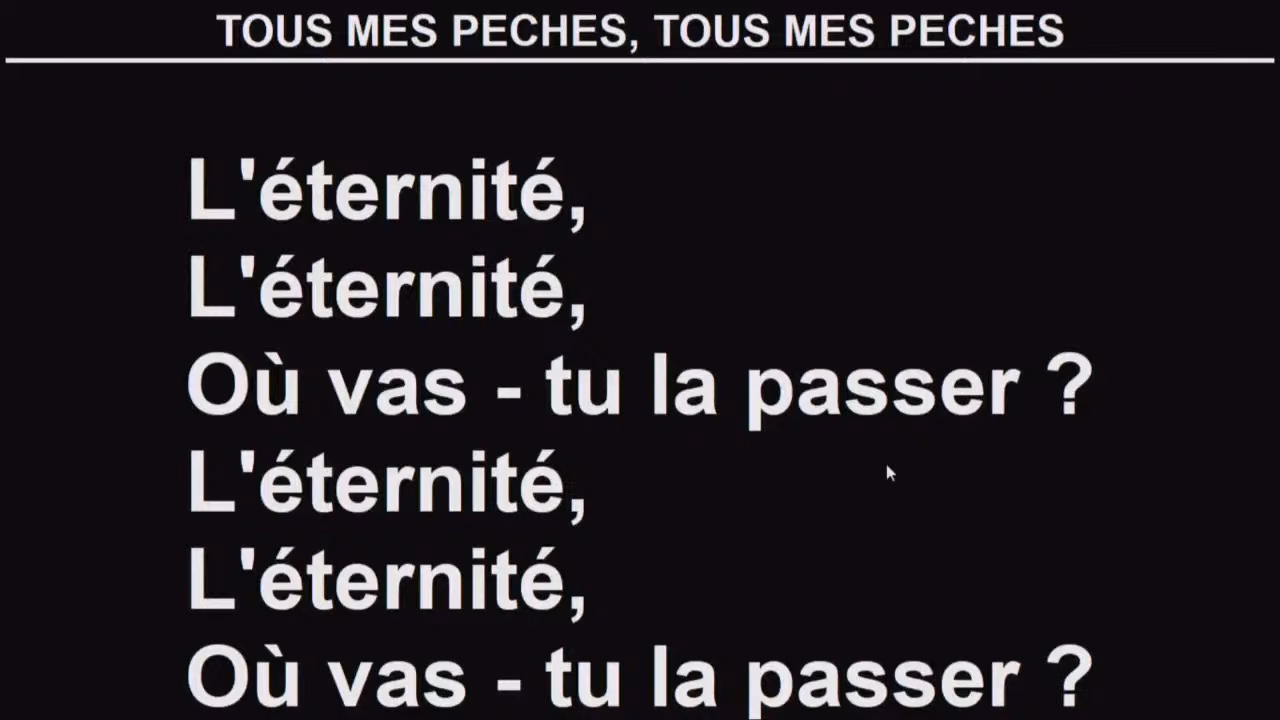 TOUS MES PECHES, TOUS MES PECHES
L'éternité,
L'éternité,
Où vas - tu la passer ?
L'éternité,
L'éternité,
Où vas - tu la passer ?